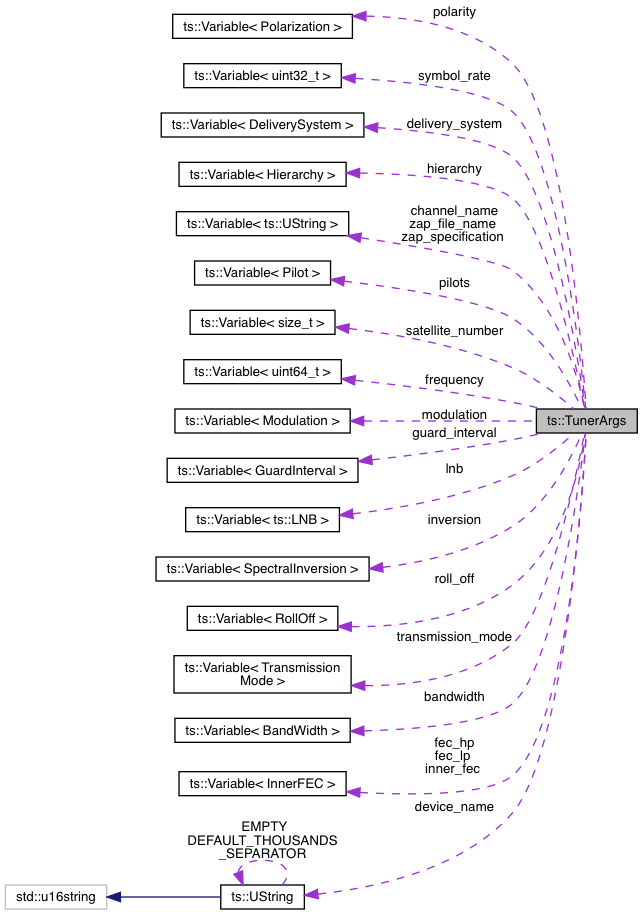 polarity
ts::Variable< Polarization >
symbol_rate
ts::Variable< uint32_t >
delivery_system
ts::Variable< DeliverySystem >
hierarchy
ts::Variable< Hierarchy >
channel_name
zap_file_name
zap_specification
ts::Variable< ts::UString >
pilots
ts::Variable< Pilot >
satellite_number
ts::Variable< size_t >
frequency
ts::Variable< uint64_t >
modulation
ts::Variable< Modulation >
ts::TunerArgs
guard_interval
ts::Variable< GuardInterval >
lnb
ts::Variable< ts::LNB >
inversion
ts::Variable< SpectralInversion >
roll_off
ts::Variable< RollOff >
transmission_mode
ts::Variable< Transmission
Mode >
bandwidth
ts::Variable< BandWidth >
fec_hp
fec_lp
inner_fec
ts::Variable< InnerFEC >
device_name
EMPTY
DEFAULT_THOUSANDS
_SEPARATOR
std::u16string
ts::UString